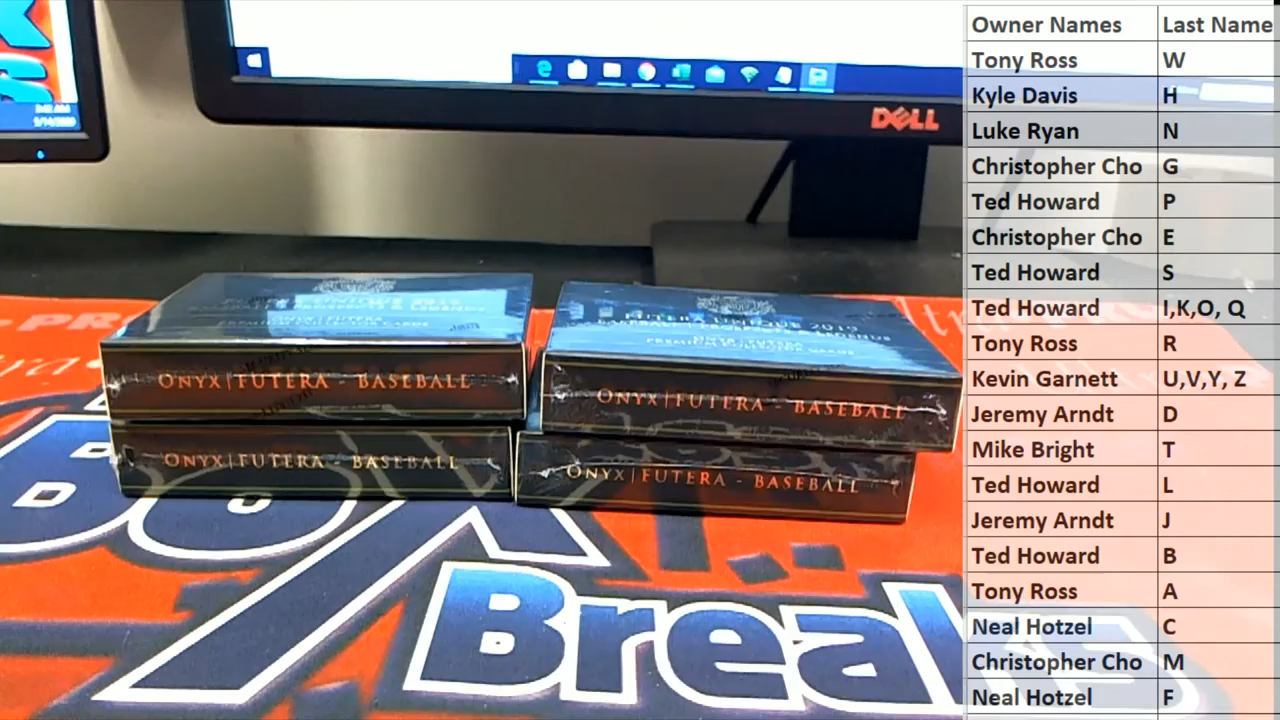 DELL
ONYX|FUTERA - BASEBALL
ONYX|FUTERA - BASEBALL
ONYX|FUTERA - BASEBALL
ONYX|FUTERA - BASEBALL
BOX
Brea
Owner Names Last Name
Tony Ross W
Kyle Davis H
Luke Ryan N
Christopher Cho G
Ted Howard P
Christopher Cho E
Ted Howard S
Ted Howard I,K,O, Q
Tony Ross R
Kevin Garnett U,V,Y, Z
Jeremy Arndt D
Mike Bright T
Ted Howard L
Jeremy Arndt J
Ted Howard B
Tony Ross A
Neal Hotzel C
Christopher Cho M
Neal Hotzel F